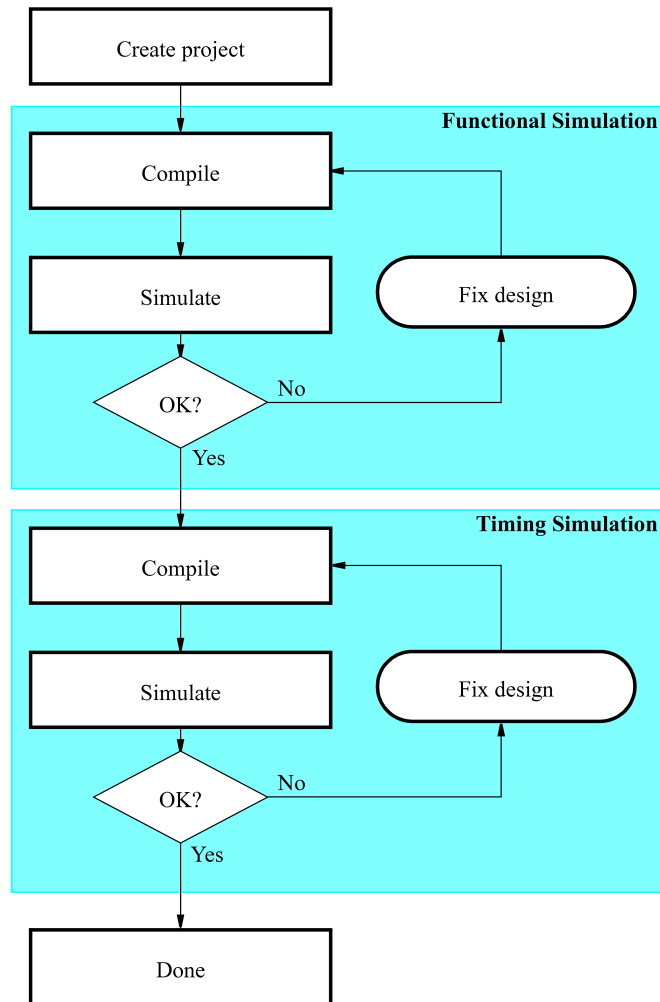 Create project
Functional Simulation
Compile
Simulate
Fix design
OK?
No
Yes
Timing Simulation
Compile
Simulate
Fix design
OK?
No
Yes
Done